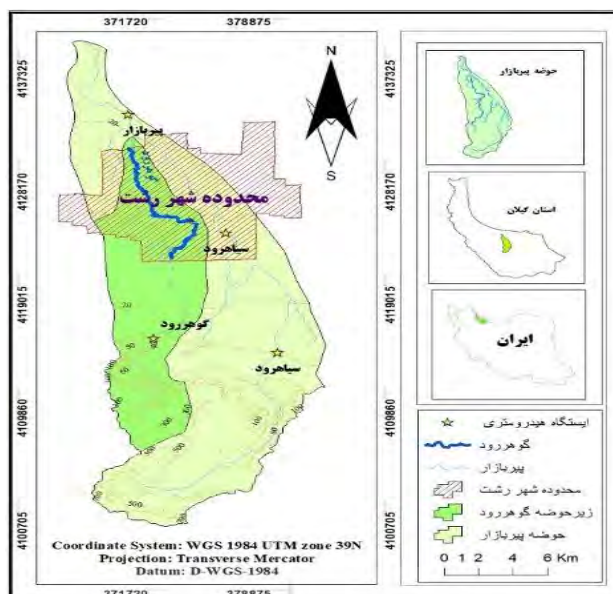 371720 378875
4137325
4128170
4119015
4109860
4100705
N
S
پیربازار
گوهررود
محدوده شهر رشت
سیاهرود
گوهررود
سیاهرود
Coordinate System: WGS 1984 UTM zone 39N
Projection: Transverse Mercator
Datum: D-WGS-1984
371720 378875
4137325
4128170
4119015
4109860
4100705
حوضه پیربازار
استان گیلان
ایران
ایستگاه هیدرومتری
گوهررود
پیربازار
محدوده شهر رشت
زیرحوضه گوهررود
حوضه پیربازار
0 1 2 4 6 Km